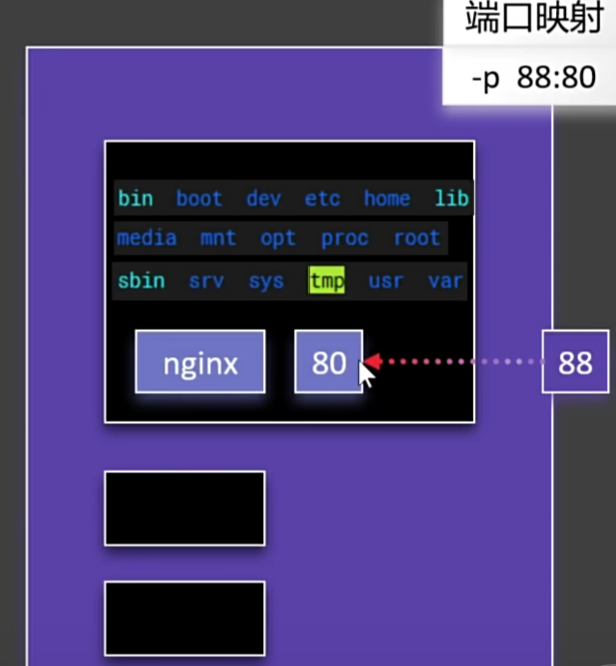 端口映射
-p 88:80
bin boot dev etc home lib
media mnt opt proc root
sbin srv sys tmp usr var
nginx 80 88